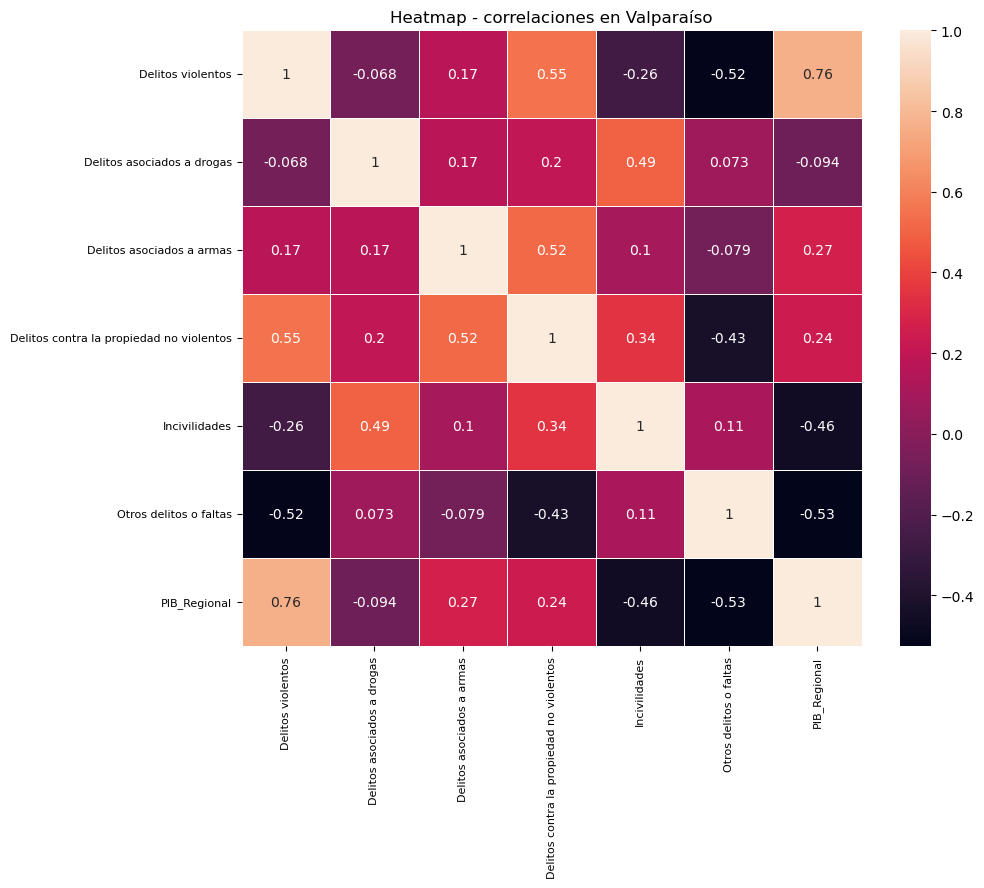 Heatmap - correlaciones en Valparaíso
Delitos violentos 1 -0.068 0.17 0.55 -0.26 -0.52 0.76
Delitos asociados a drogas -0.068 1 0.17 0.2 0.49 0.073 -0.094
Delitos asociados a armas 0.17 0.17 1 0.52 0.1 -0.079 0.27
Delitos contra la propiedad no violentos 0.55 0.2 0.52 1 0.34 -0.43 0.24
Incivilidades -0.26 0.49 0.1 0.34 1 0.11 -0.46
Otros delitos o faltas -0.52 0.073 -0.079 -0.43 0.11 1 -0.53
PIB_Regional 0.76 -0.094 0.27 0.24 -0.46 -0.53 1
Delitos violentos
Delitos asociados a drogas
Delitos asociados a armas
Delitos contra la propiedad no violentos
Incivilidades
Otros delitos o faltas
PIB_Regional
1.0
0.8
0.6
0.4
0.2
0.0
−0.2
−0.4